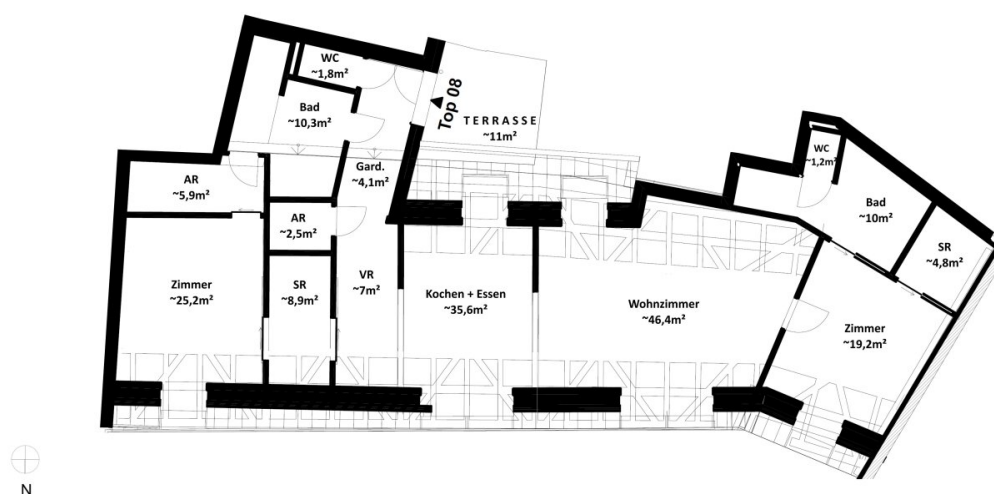 WC
~1,8m²
Top 08
TERRASSE
~11m²
Bad
~10,3m²
WC
~1,2m²
Gard.
~4,1m²
AR
~5,9m²
AR
~2,5m²
Bad
~10m²
SR
~4,8m²
Zimmer
~25,2m²
SR
~8,9m²
VR
~7m²
Kochen + Essen
~35,6m²
Wohnzimmer
~46,4m²
Zimmer
~19,2m²
N